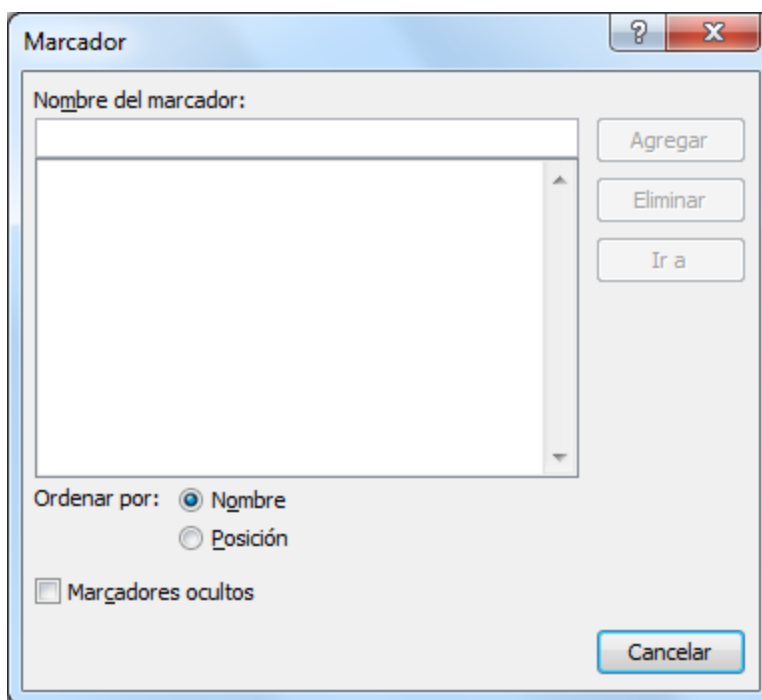 Marcador
Nombre del marcador:
Agregar
Eliminar
Ir a
Ordenar por: Nombre
Posición
Marcadores ocultos
Cancelar